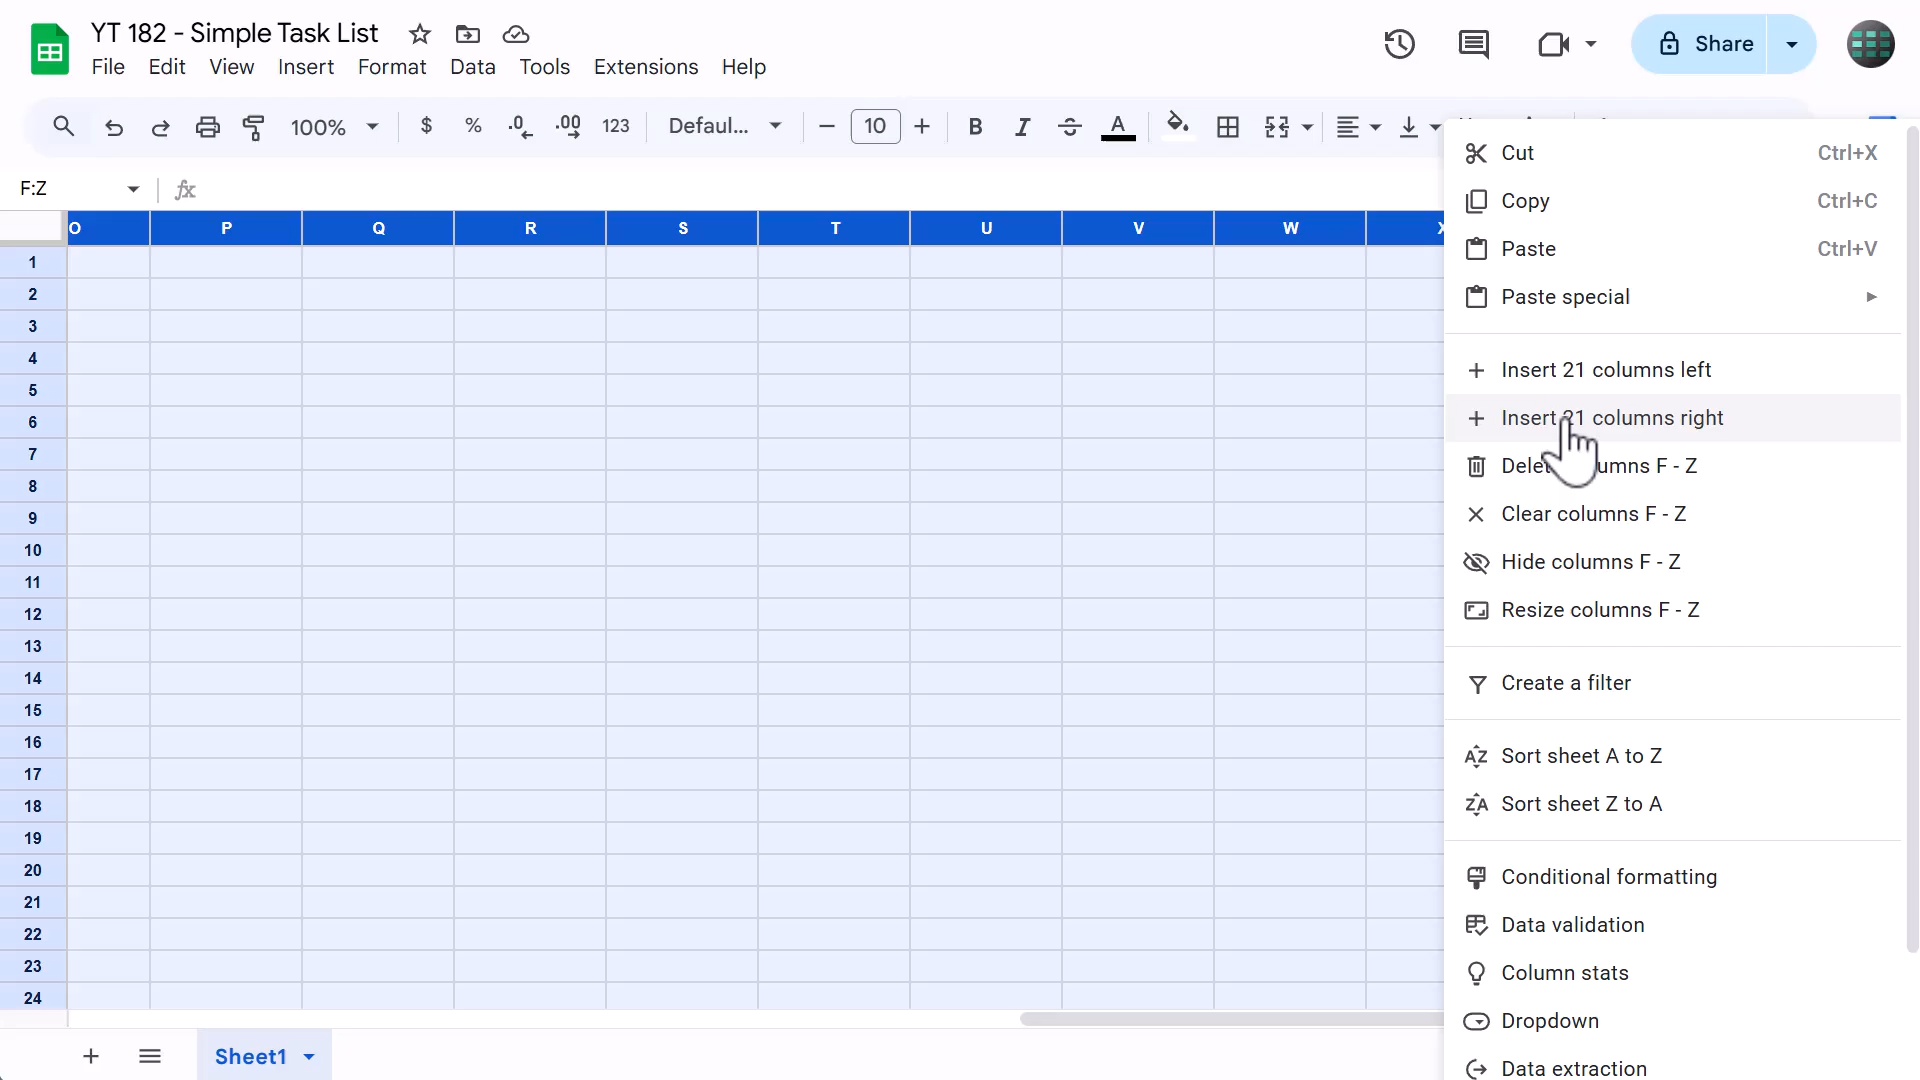 YT 182 - Simple Task List
File Edit View Insert Format Data Tools Extensions Help
Share
100% $ % .0 .00 123 Defaul... 10 B I A
F:Z fx
O P Q R S T U V W X
1
2
3
4
5
6
7
8
9
10
11
12
13
14
15
16
17
18
19
20
21
22
23
24
Cut Ctrl+X
Copy Ctrl+C
Paste Ctrl+V
Paste special
Insert 21 columns left
Insert 21 columns right
F - Z
Clear columns F - Z
Hide columns F - Z
Resize columns F - Z
Create a filter
Sort sheet A to Z
Sort sheet Z to A
Conditional formatting
Data validation
Column stats
Dropdown
Data extraction
Sheet1